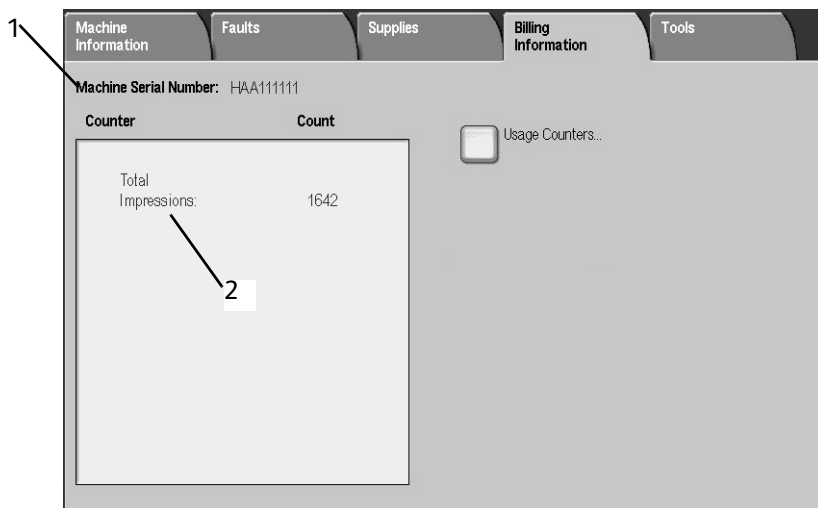 1
Machine
Information
Faults
Supplies
Billing
Information
Tools
Machine Serial Number: HAA111111
Counter Count
Usage Counters...
Total
Impressions: 1642
2